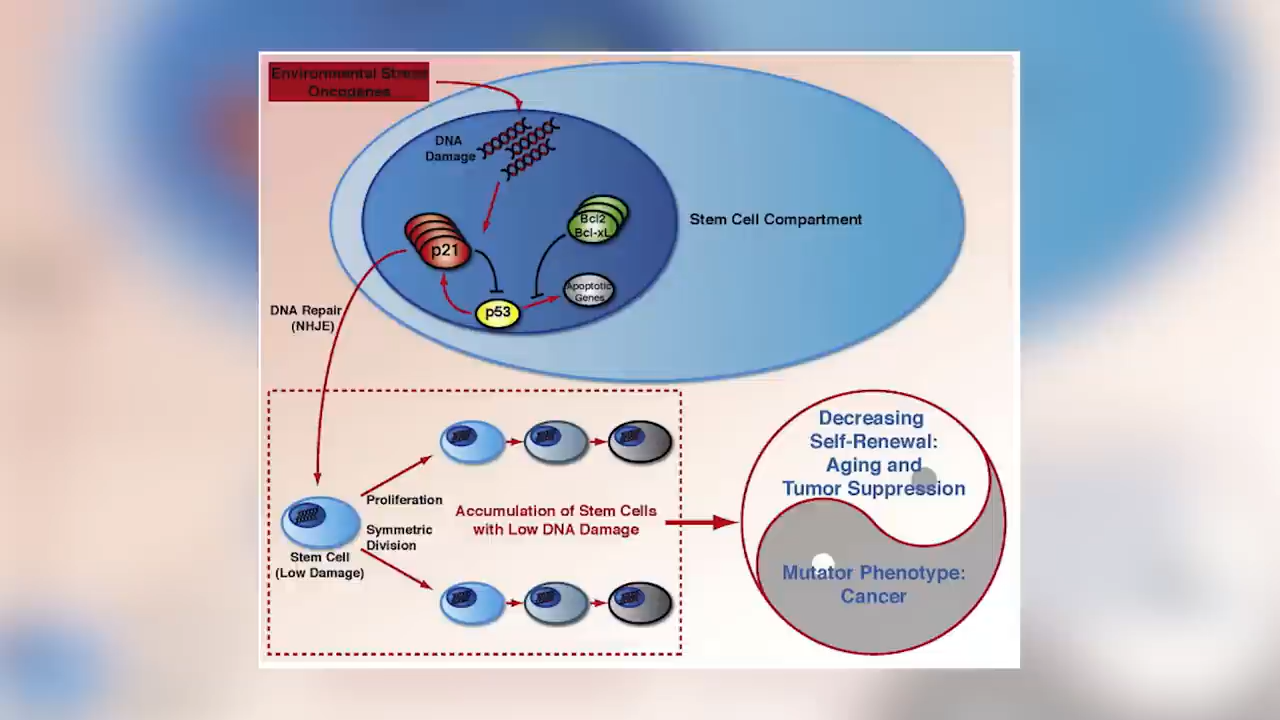 Environmental Stress
Oncogenes
DNA
Damage
Stem Cell Compartment
Bcl2
Bcl-xL
p21
Apoptotic
Genes
p53
DNA Repair
(NHJE)
Decreasing
Self-Renewal:
Aging and
Tumor Suppression
Proliferation
Accumulation of Stem Cells
with Low DNA Damage
Symmetric
Division
Stem Cell
(Low Damage)
Mutator Phenotype:
Cancer